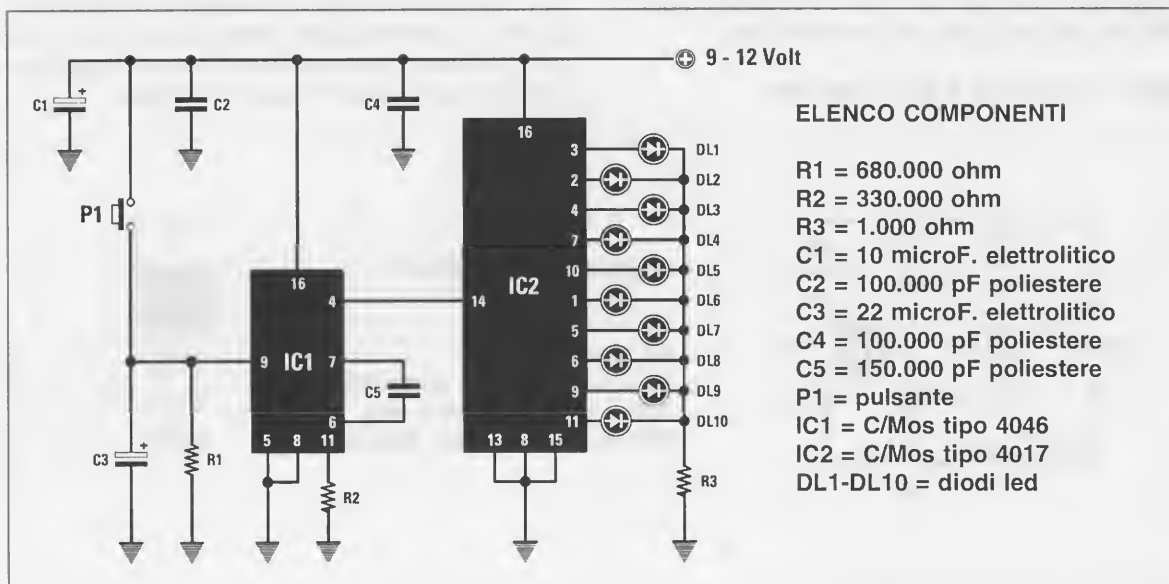 9 - 12 Volt
C1
+
C2
C4
P1
C3
+
R1
16
4
9
IC1
7
6
5
8
11
C5
R2
16
14
IC2
3
2
4
7
10
1
5
6
9
11
13
8
15
DL1
DL2
DL3
DL4
DL5
DL6
DL7
DL8
DL9
DL10
R3
ELENCO COMPONENTI
R1 = 680.000 ohm
R2 = 330.000 ohm
R3 = 1.000 ohm
C1 = 10 microF. elettrolitico
C2 = 100.000 pF poliestere
C3 = 22 microF. elettrolitico
C4 = 100.000 pF poliestere
C5 = 150.000 pF poliestere
P1 = pulsante
IC1 = C/Mos tipo 4046
IC2 = C/Mos tipo 4017
DL1-DL10 = diodi led